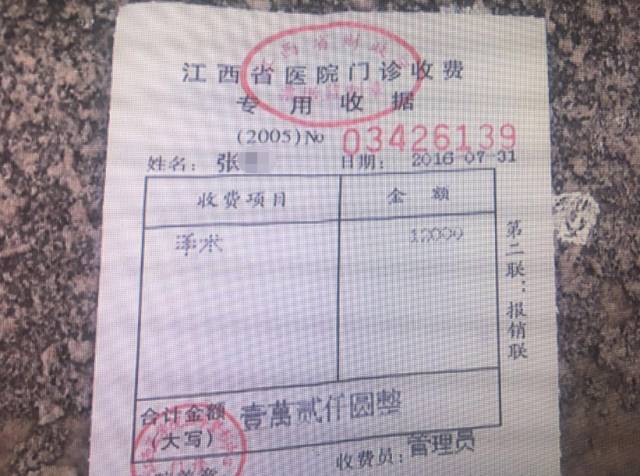 江西省医院门诊收费
专用收据
(2005)No 03426139
姓名: 张 日期: 2016-07-31
收费项目 金额
手术 12000
第二联:报销联
合计金额 壹萬贰仟圆整
(大写)
收费员: 管理员